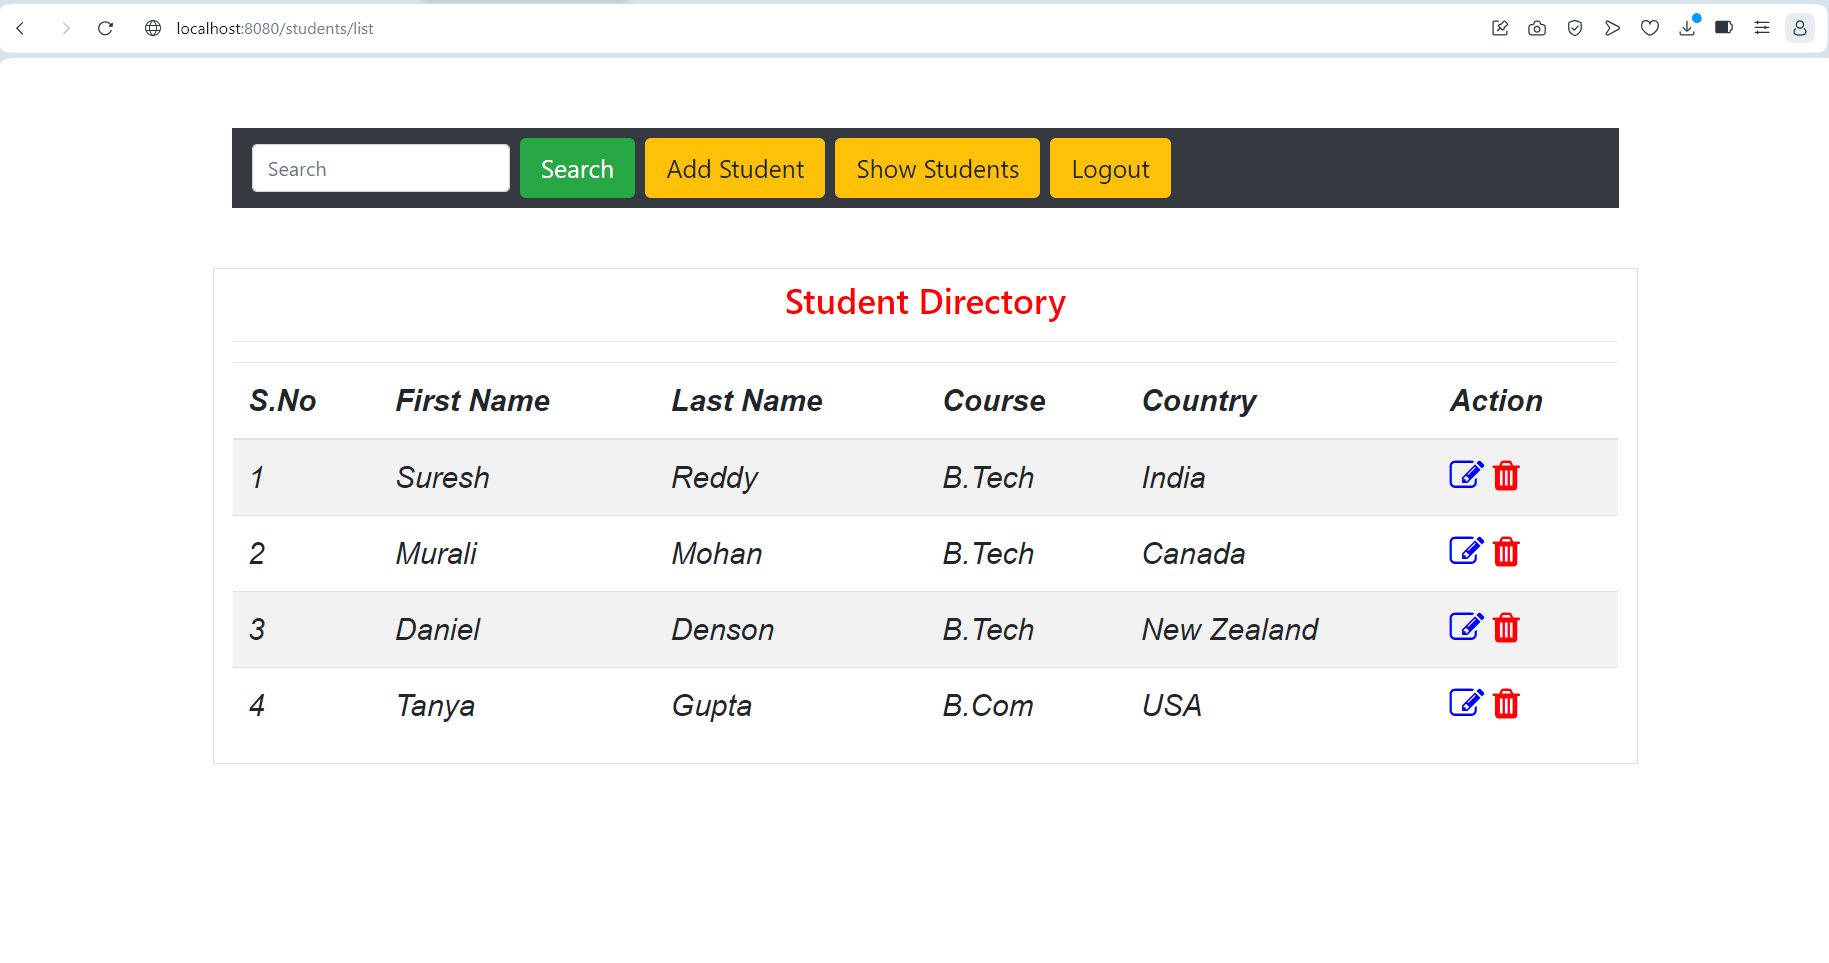 localhost:8080/students/list
Search Search Add Student Show Students Logout
Student Directory
S.No First Name Last Name Course Country Action
1 Suresh Reddy B.Tech India
2 Murali Mohan B.Tech Canada
3 Daniel Denson B.Tech New Zealand
4 Tanya Gupta B.Com USA